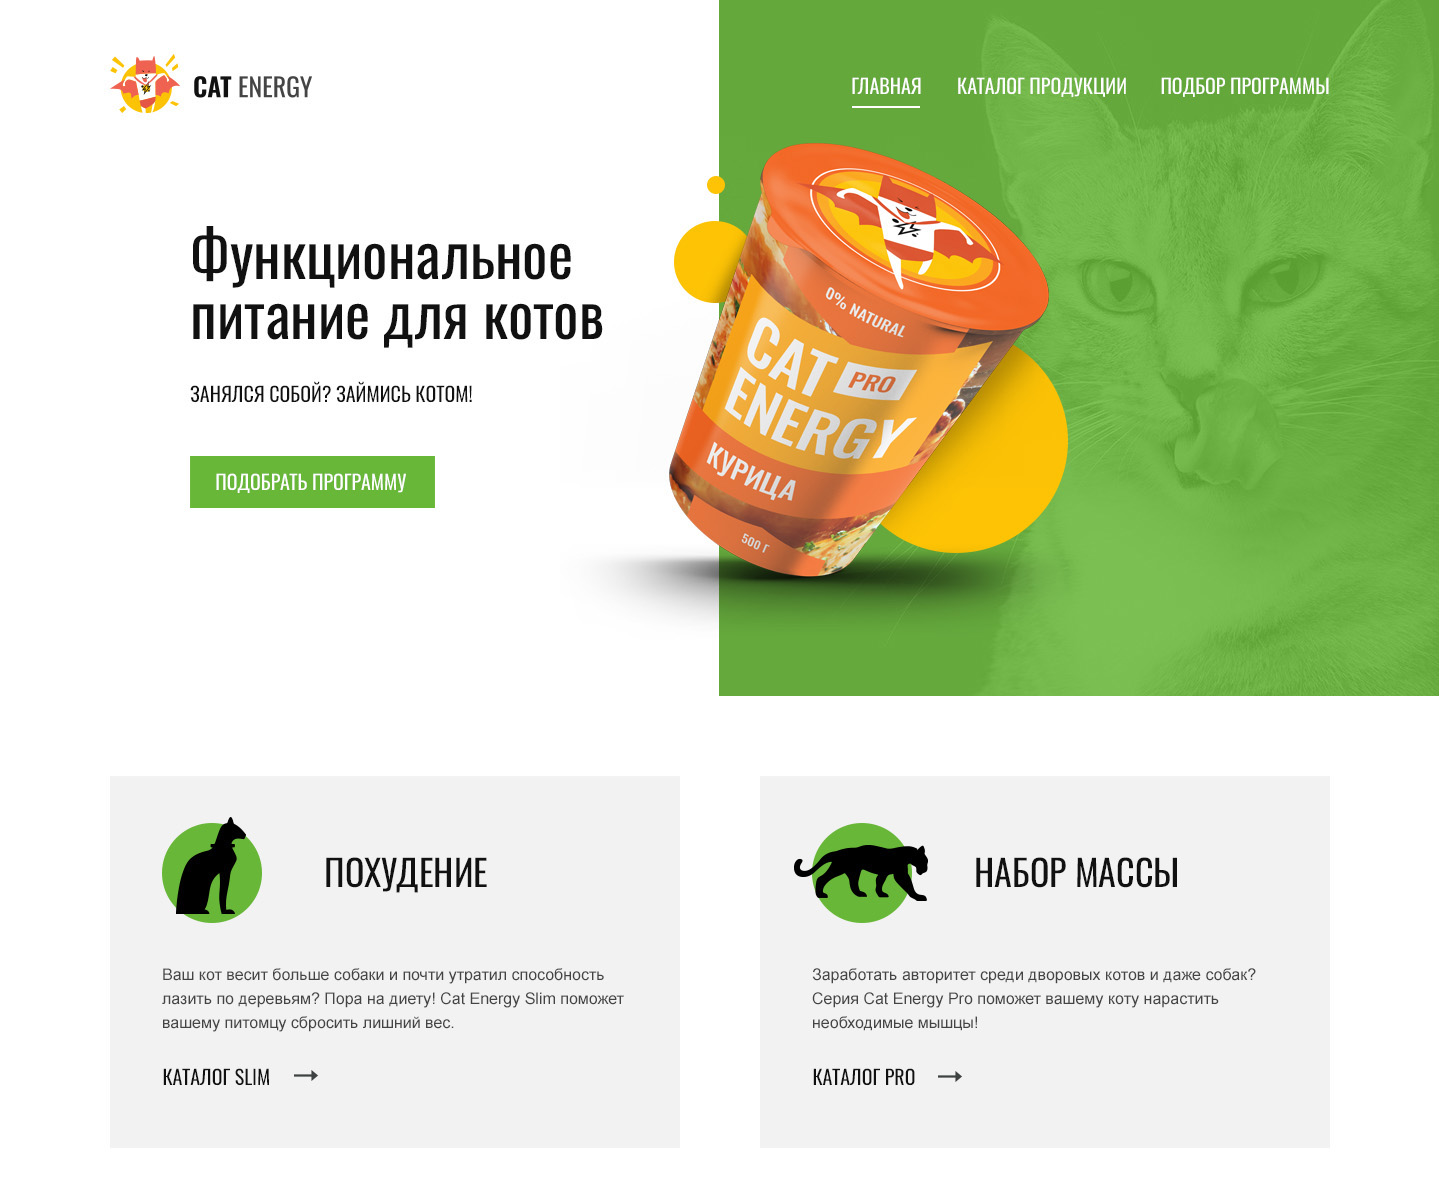 CAT ENERGY
ГЛАВНАЯ
КАТАЛОГ ПРОДУКЦИИ
ПОДБОР ПРОГРАММЫ
Функциональное
питание для котов
ЗАНЯЛСЯ СОБОЙ? ЗАЙМИСЬ КОТОМ!
ПОДОБРАТЬ ПРОГРАММУ
0% NATURAL
CAT PRO
ENERGY
КУРИЦА
500 Г
ПОХУДЕНИЕ
Ваш кот весит больше собаки и почти утратил способность
лазить по деревьям? Пора на диету! Cat Energy Slim поможет
вашему питомцу сбросить лишний вес.
КАТАЛОГ SLIM
НАБОР МАССЫ
Заработать авторитет среди дворовых котов и даже собак?
Серия Cat Energy Pro поможет вашему коту нарастить
необходимые мышцы!
КАТАЛОГ PRO